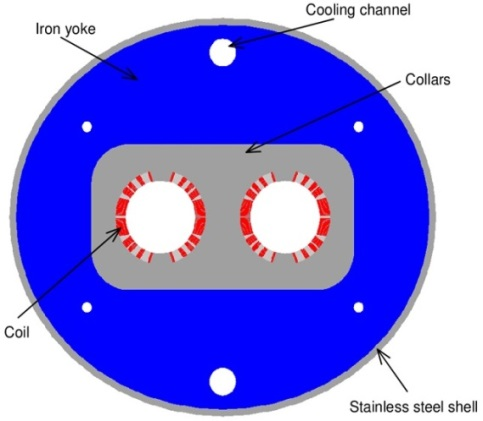 Cooling channel
Iron yoke
Collars
Coil
Stainless steel shell